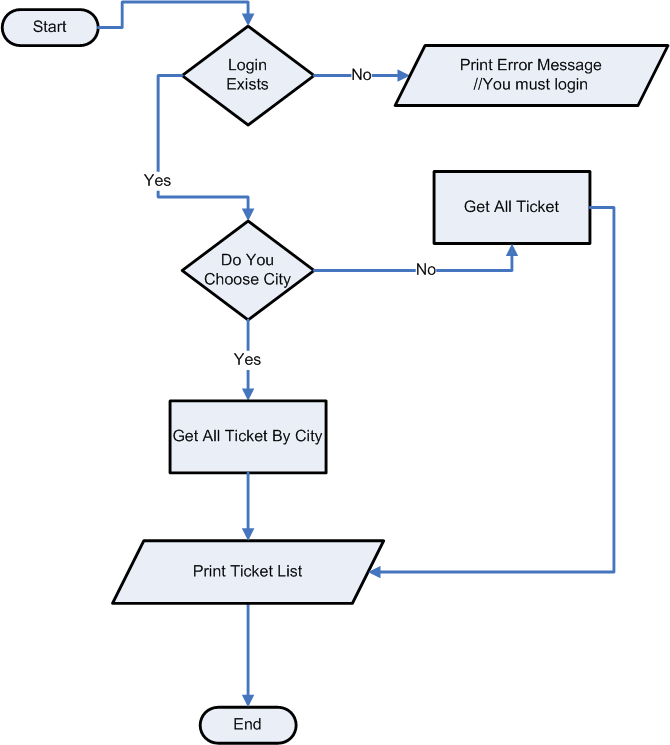 Start
Login
Exists
No
Print Error Message
//You must login
Yes
Get All Ticket
Do You
Choose City
No
Yes
Get All Ticket By City
Print Ticket List
End